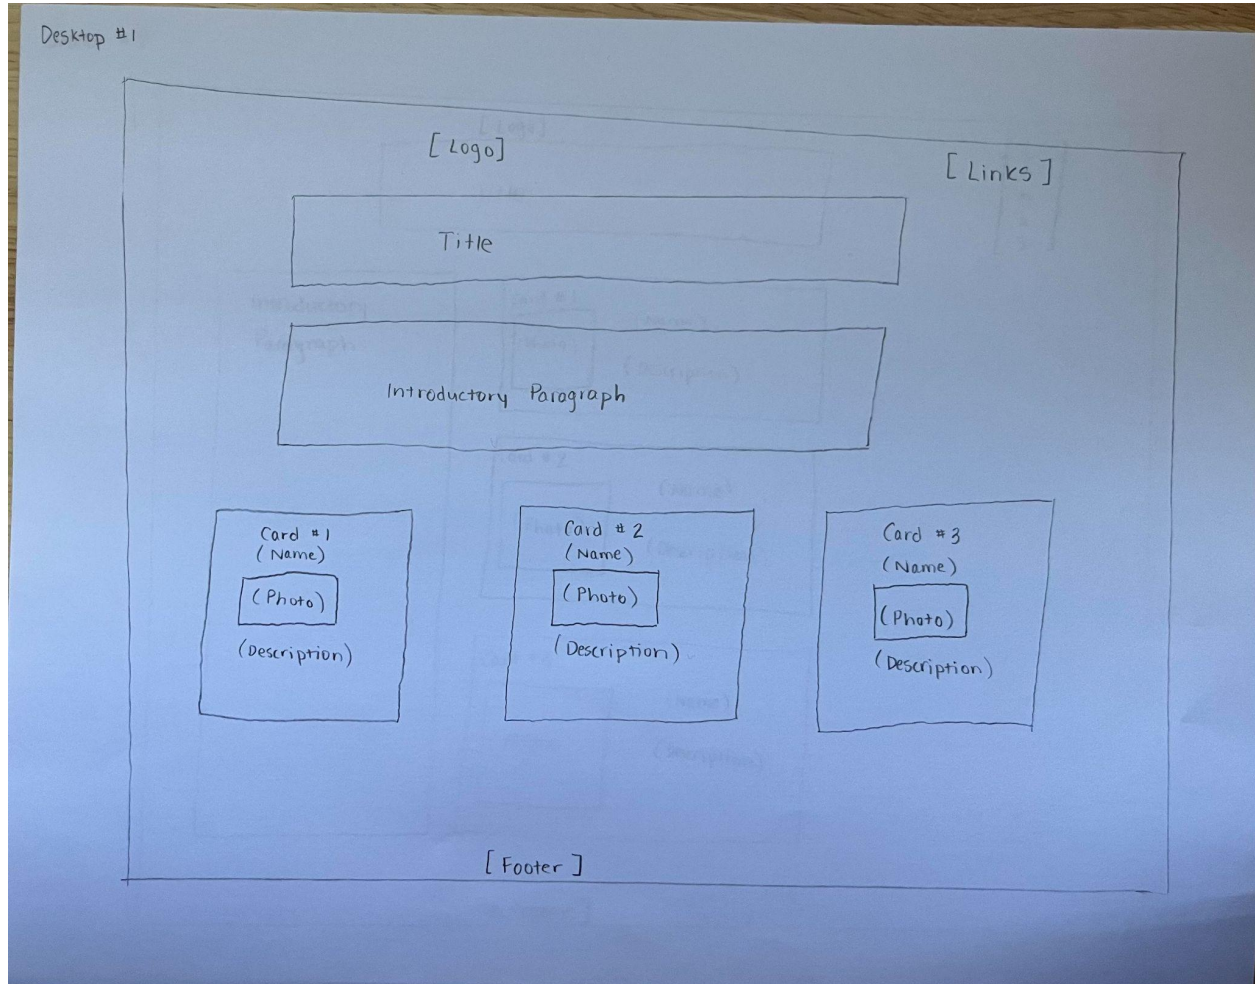 Desktop #1
[Logo]
[Links]
Title
Introductory Paragraph
Card #1
(Name)
(Photo)
(Description)
Card #2
(Name)
(Photo)
(Description)
Card #3
(Name)
(Photo)
(Description)
[Footer]